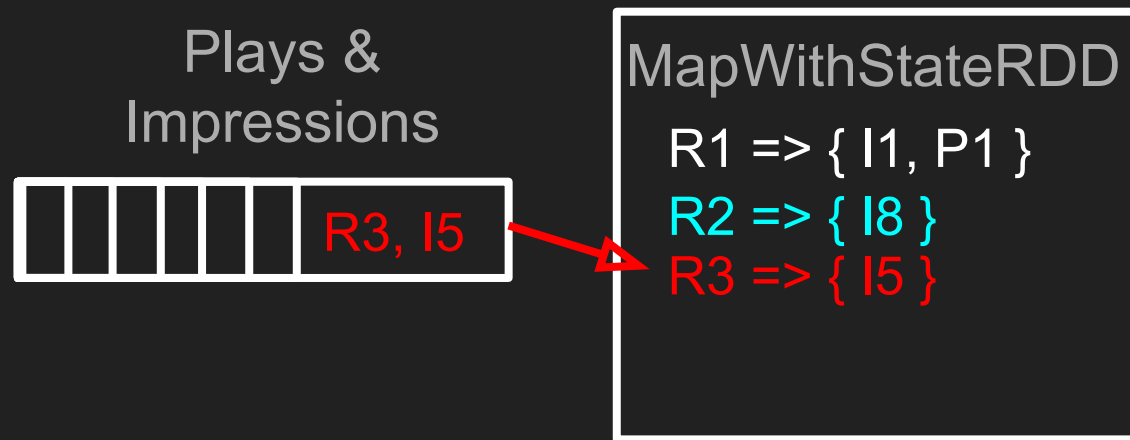 Plays &
Impressions
R3, I5
MapWithStateRDD
R1 => { I1, P1 }
R2 => { I8 }
R3 => { I5 }